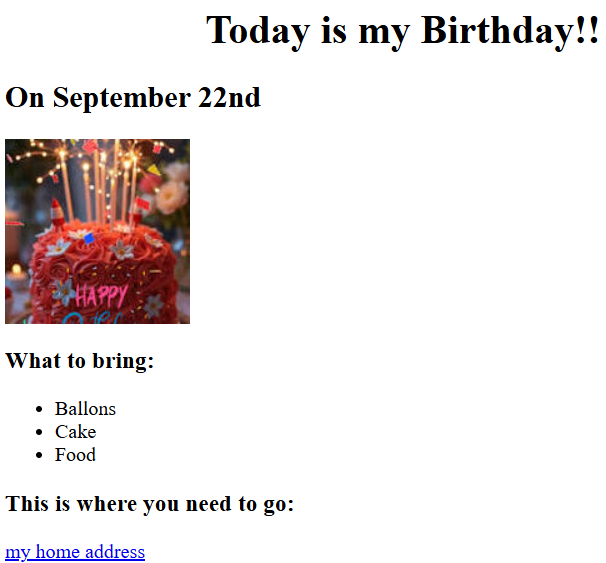 Today is my Birthday!!
On September 22nd
HAPPY
What to bring:
Ballons
Cake
Food
This is where you need to go:
my home address